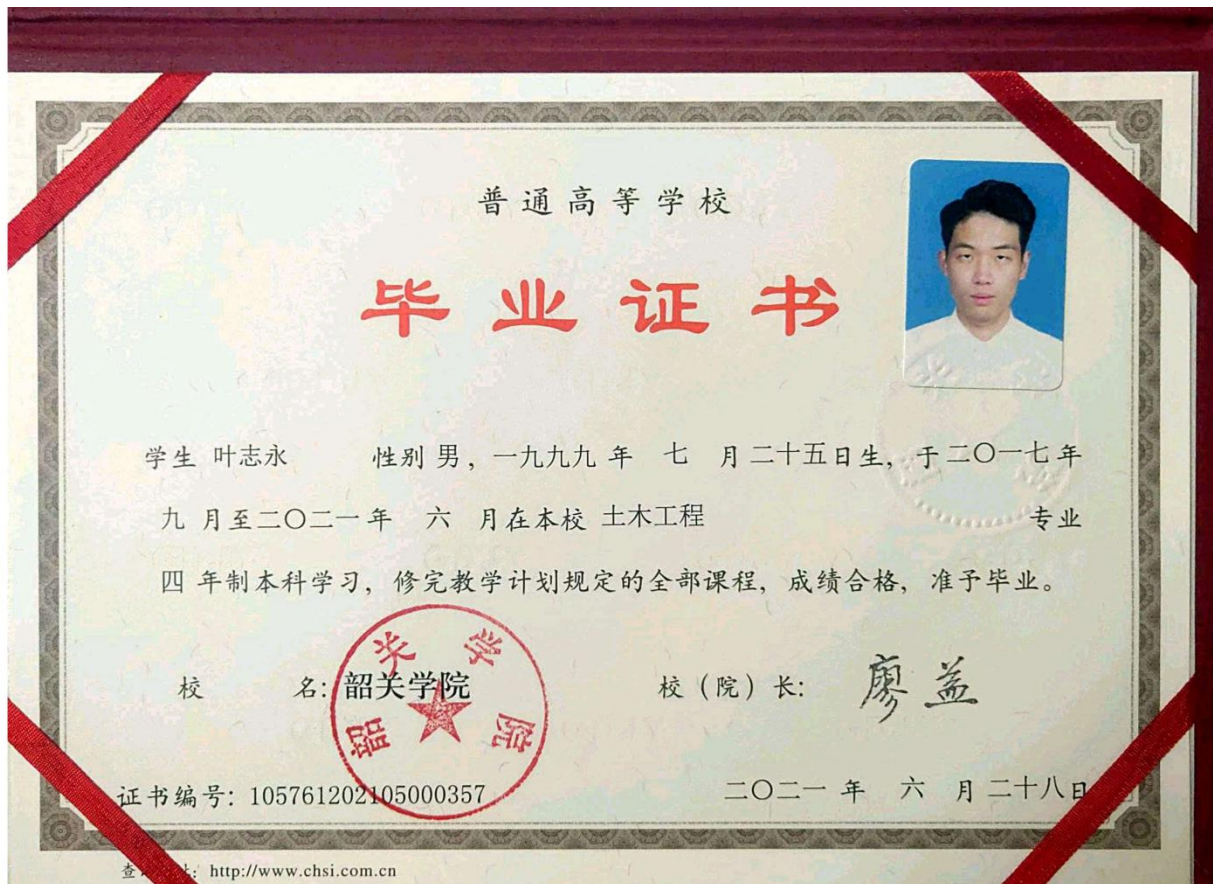 普通高等学校
毕业证书
学生 叶志永 性别 男，一九九九 年 七 月 二十五日生，于二〇一七年
九 月至二〇二一年 六 月在本校 土木工程 专业
四 年制本科学习，修完教学计划规定的全部课程，成绩合格，准予毕业。
校 名：韶关学院 校（院）长：廖益
韶关学院
证书编号：105761202105000357 二〇二一 年 六 月 二十八日
查 址：http://www.chsi.com.cn